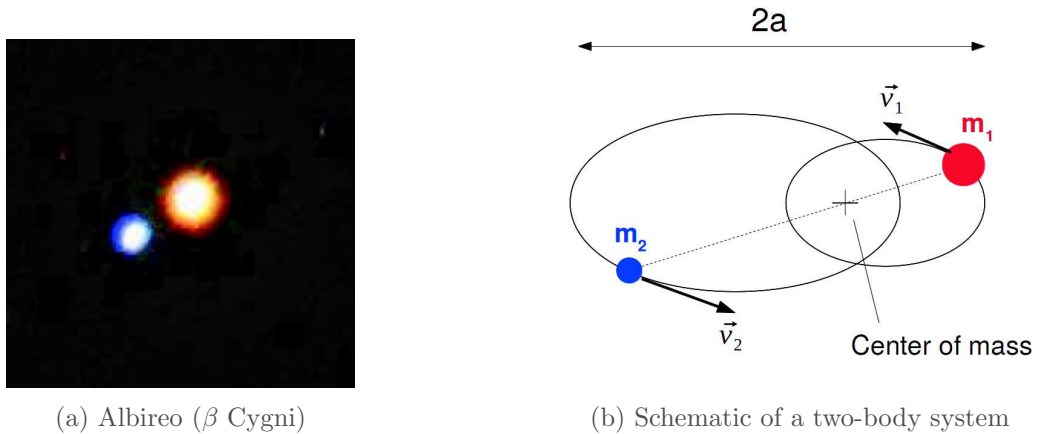 2a
v⃗₁
m₁
m₂
v⃗₂
Center of mass
(a) Albireo (β Cygni)
(b) Schematic of a two-body system